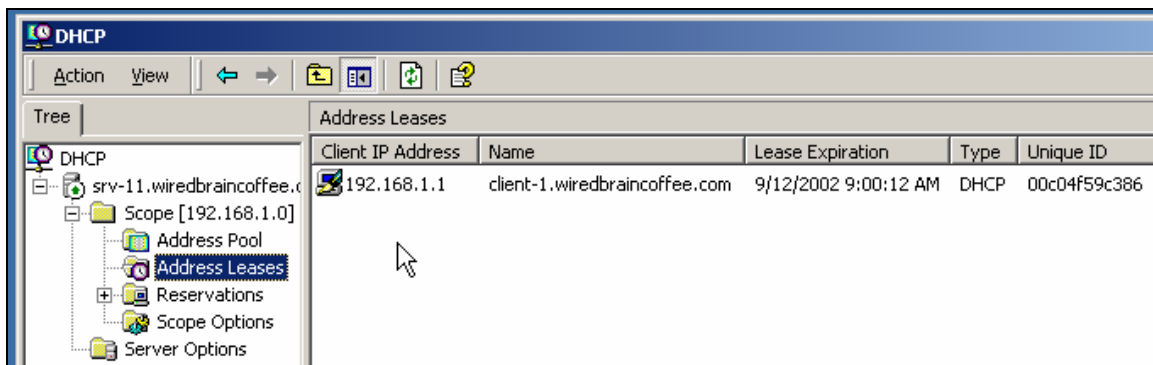 DHCP
Action View
Tree
Address Leases
Client IP Address Name Lease Expiration Type Unique ID
DHCP
srv-11.wiredbraincoffee.
192.168.1.1 client-1.wiredbraincoffee.com 9/12/2002 9:00:12 AM DHCP 00c04f59c386
Scope [192.168.1.0]
Address Pool
Address Leases
Reservations
Scope Options
Server Options